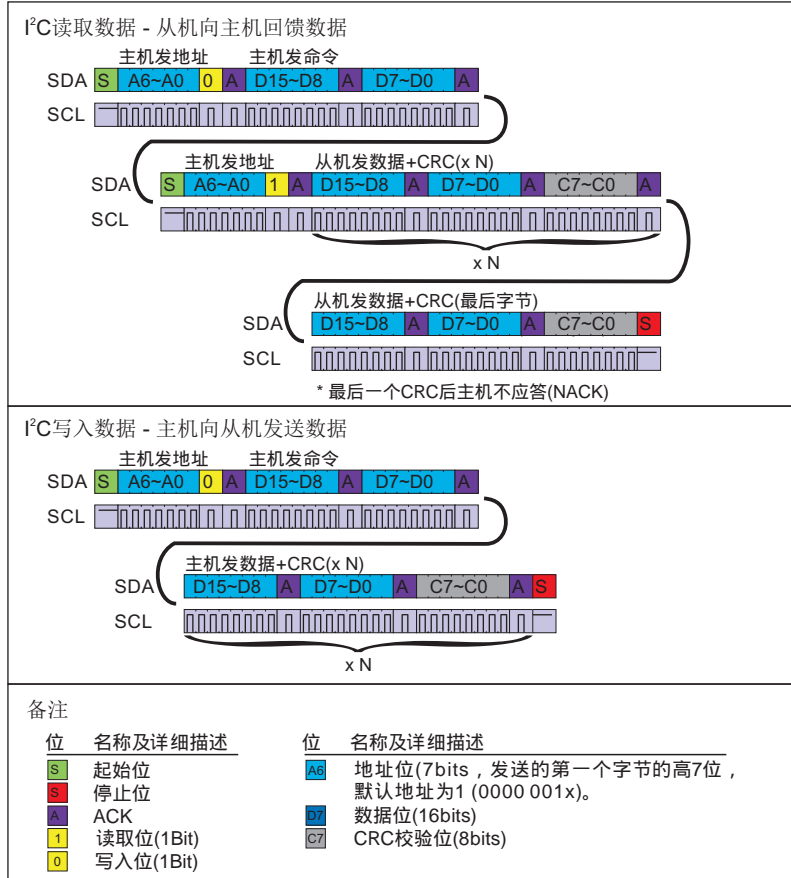 I²C读取数据 - 从机向主机回馈数据
主机发地址 主机发命令
SDA S A6~A0 0 A D15~D8 A D7~D0 A
SCL
主机发地址 从机发数据+CRC(x N)
SDA S A6~A0 1 A D15~D8 A D7~D0 A C7~C0 A
SCL
x N
从机发数据+CRC(最后字节)
SDA D15~D8 A D7~D0 A C7~C0 S
SCL
* 最后一个CRC后主机不应答(NACK)
I²C写入数据 - 主机向从机发送数据
主机发地址 主机发命令
SDA S A6~A0 0 A D15~D8 A D7~D0 A
SCL
主机发数据+CRC(x N)
SDA D15~D8 A D7~D0 A C7~C0 A S
SCL
x N
备注
位 名称及详细描述
S 起始位
S 停止位
A ACK
1 读取位(1Bit)
0 写入位(1Bit)
位 名称及详细描述
A6 地址位(7bits，发送的第一个字节的高7位，
默认地址为1 (0000 001x)。
D7 数据位(16bits)
C7 CRC校验位(8bits)